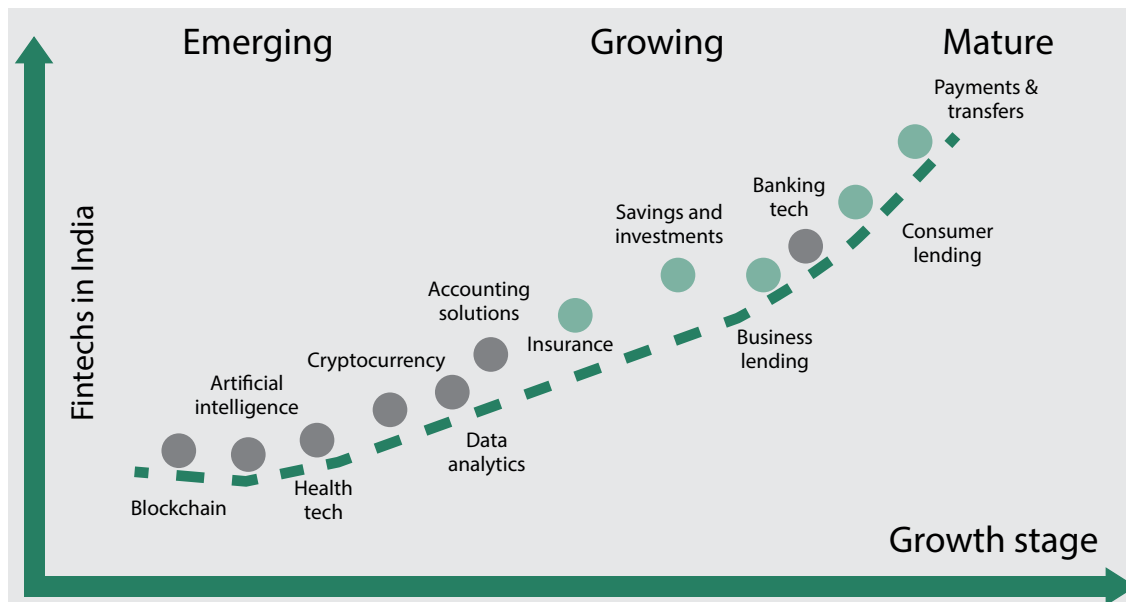 Emerging
Growing
Mature
Payments &
transfers
Banking
tech
Savings and
investments
Consumer
lending
Accounting
solutions
Insurance
Business
lending
Cryptocurrency
Artificial
intelligence
Data
analytics
Health
tech
Blockchain
Fintechs in India
Growth stage